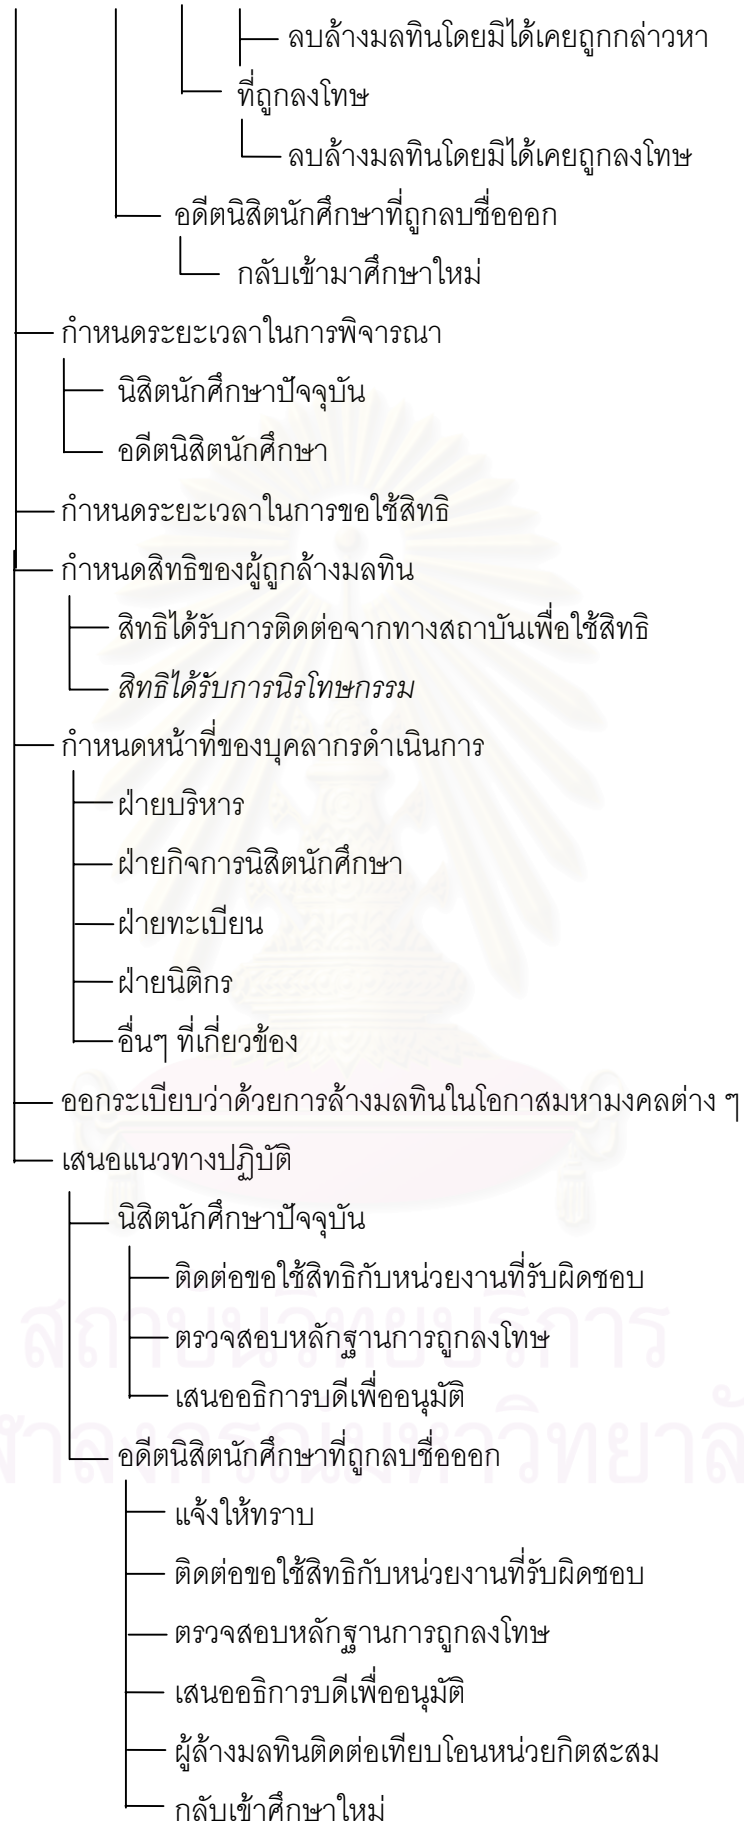 ลบล้างมลทินโดยมิได้เคยถูกกล่าวหา
ที่ถูกลงโทษ
ลบล้างมลทินโดยมิได้เคยถูกลงโทษ
อดีตนิสิตนักศึกษาที่ถูกลบชื่อออก
กลับเข้ามาศึกษาใหม่
กำหนดระยะเวลาในการพิจารณา
นิสิตนักศึกษาปัจจุบัน
อดีตนิสิตนักศึกษา
กำหนดระยะเวลาในการขอใช้สิทธิ
กำหนดสิทธิของผู้ถูกล้างมลทิน
สิทธิได้รับการติดต่อจากทางสถาบันเพื่อใช้สิทธิ
สิทธิได้รับการนิรโทษกรรม
กำหนดหน้าที่ของบุคลากรดำเนินการ
ฝ่ายบริหาร
ฝ่ายกิจการนิสิตนักศึกษา
ฝ่ายทะเบียน
ฝ่ายนิติกร
อื่นๆ ที่เกี่ยวข้อง
ออกระเบียบว่าด้วยการล้างมลทินในโอกาสมหามงคลต่าง ๆ
เสนอแนวทางปฏิบัติ
นิสิตนักศึกษาปัจจุบัน
ติดต่อขอใช้สิทธิกับหน่วยงานที่รับผิดชอบ
ตรวจสอบหลักฐานการถูกลงโทษ
เสนออธิการบดีเพื่ออนุมัติ
อดีตนิสิตนักศึกษาที่ถูกลบชื่อออก
แจ้งให้ทราบ
ติดต่อขอใช้สิทธิกับหน่วยงานที่รับผิดชอบ
ตรวจสอบหลักฐานการถูกลงโทษ
เสนออธิการบดีเพื่ออนุมัติ
ผู้ล้างมลทินติดต่อเทียบโอนหน่วยกิตสะสม
กลับเข้าศึกษาใหม่
สถาบันวิทยบริการ
ฬาลงกรณ์มหาวิทยาลั